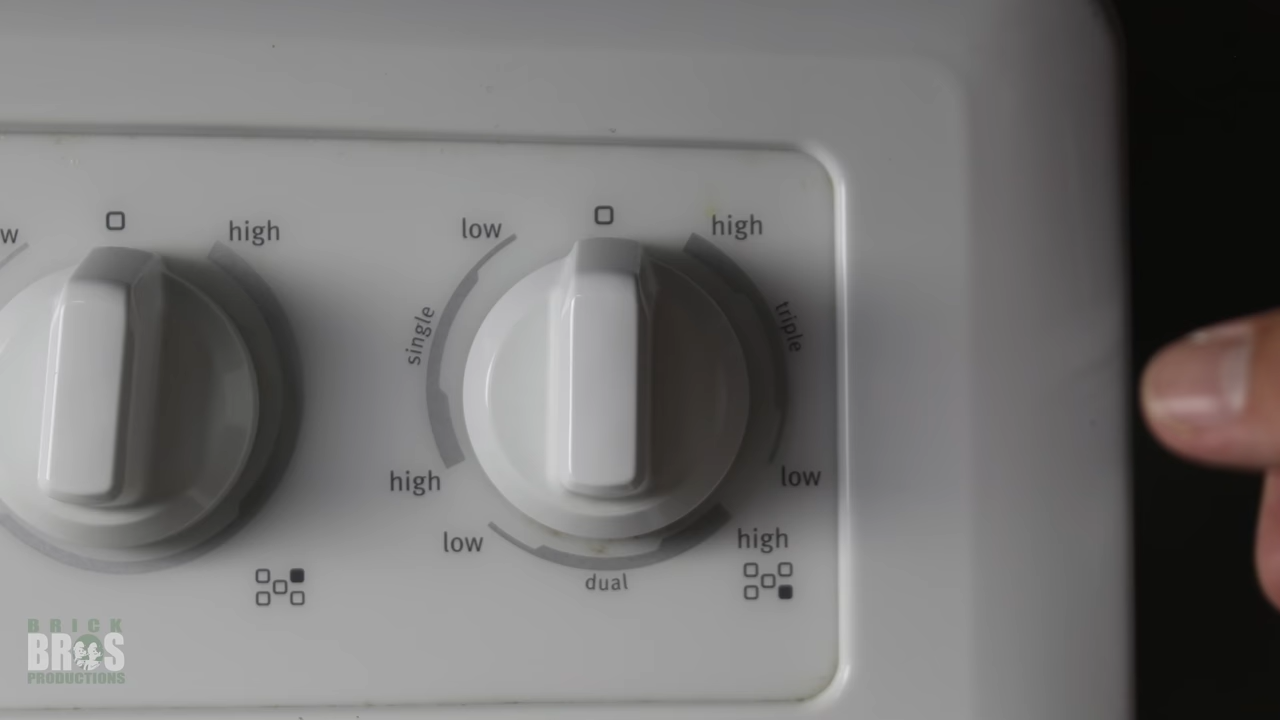 w
high
low
high
single
triple
high
low
low
high
dual
BRICK
BROS
PRODUCTIONS